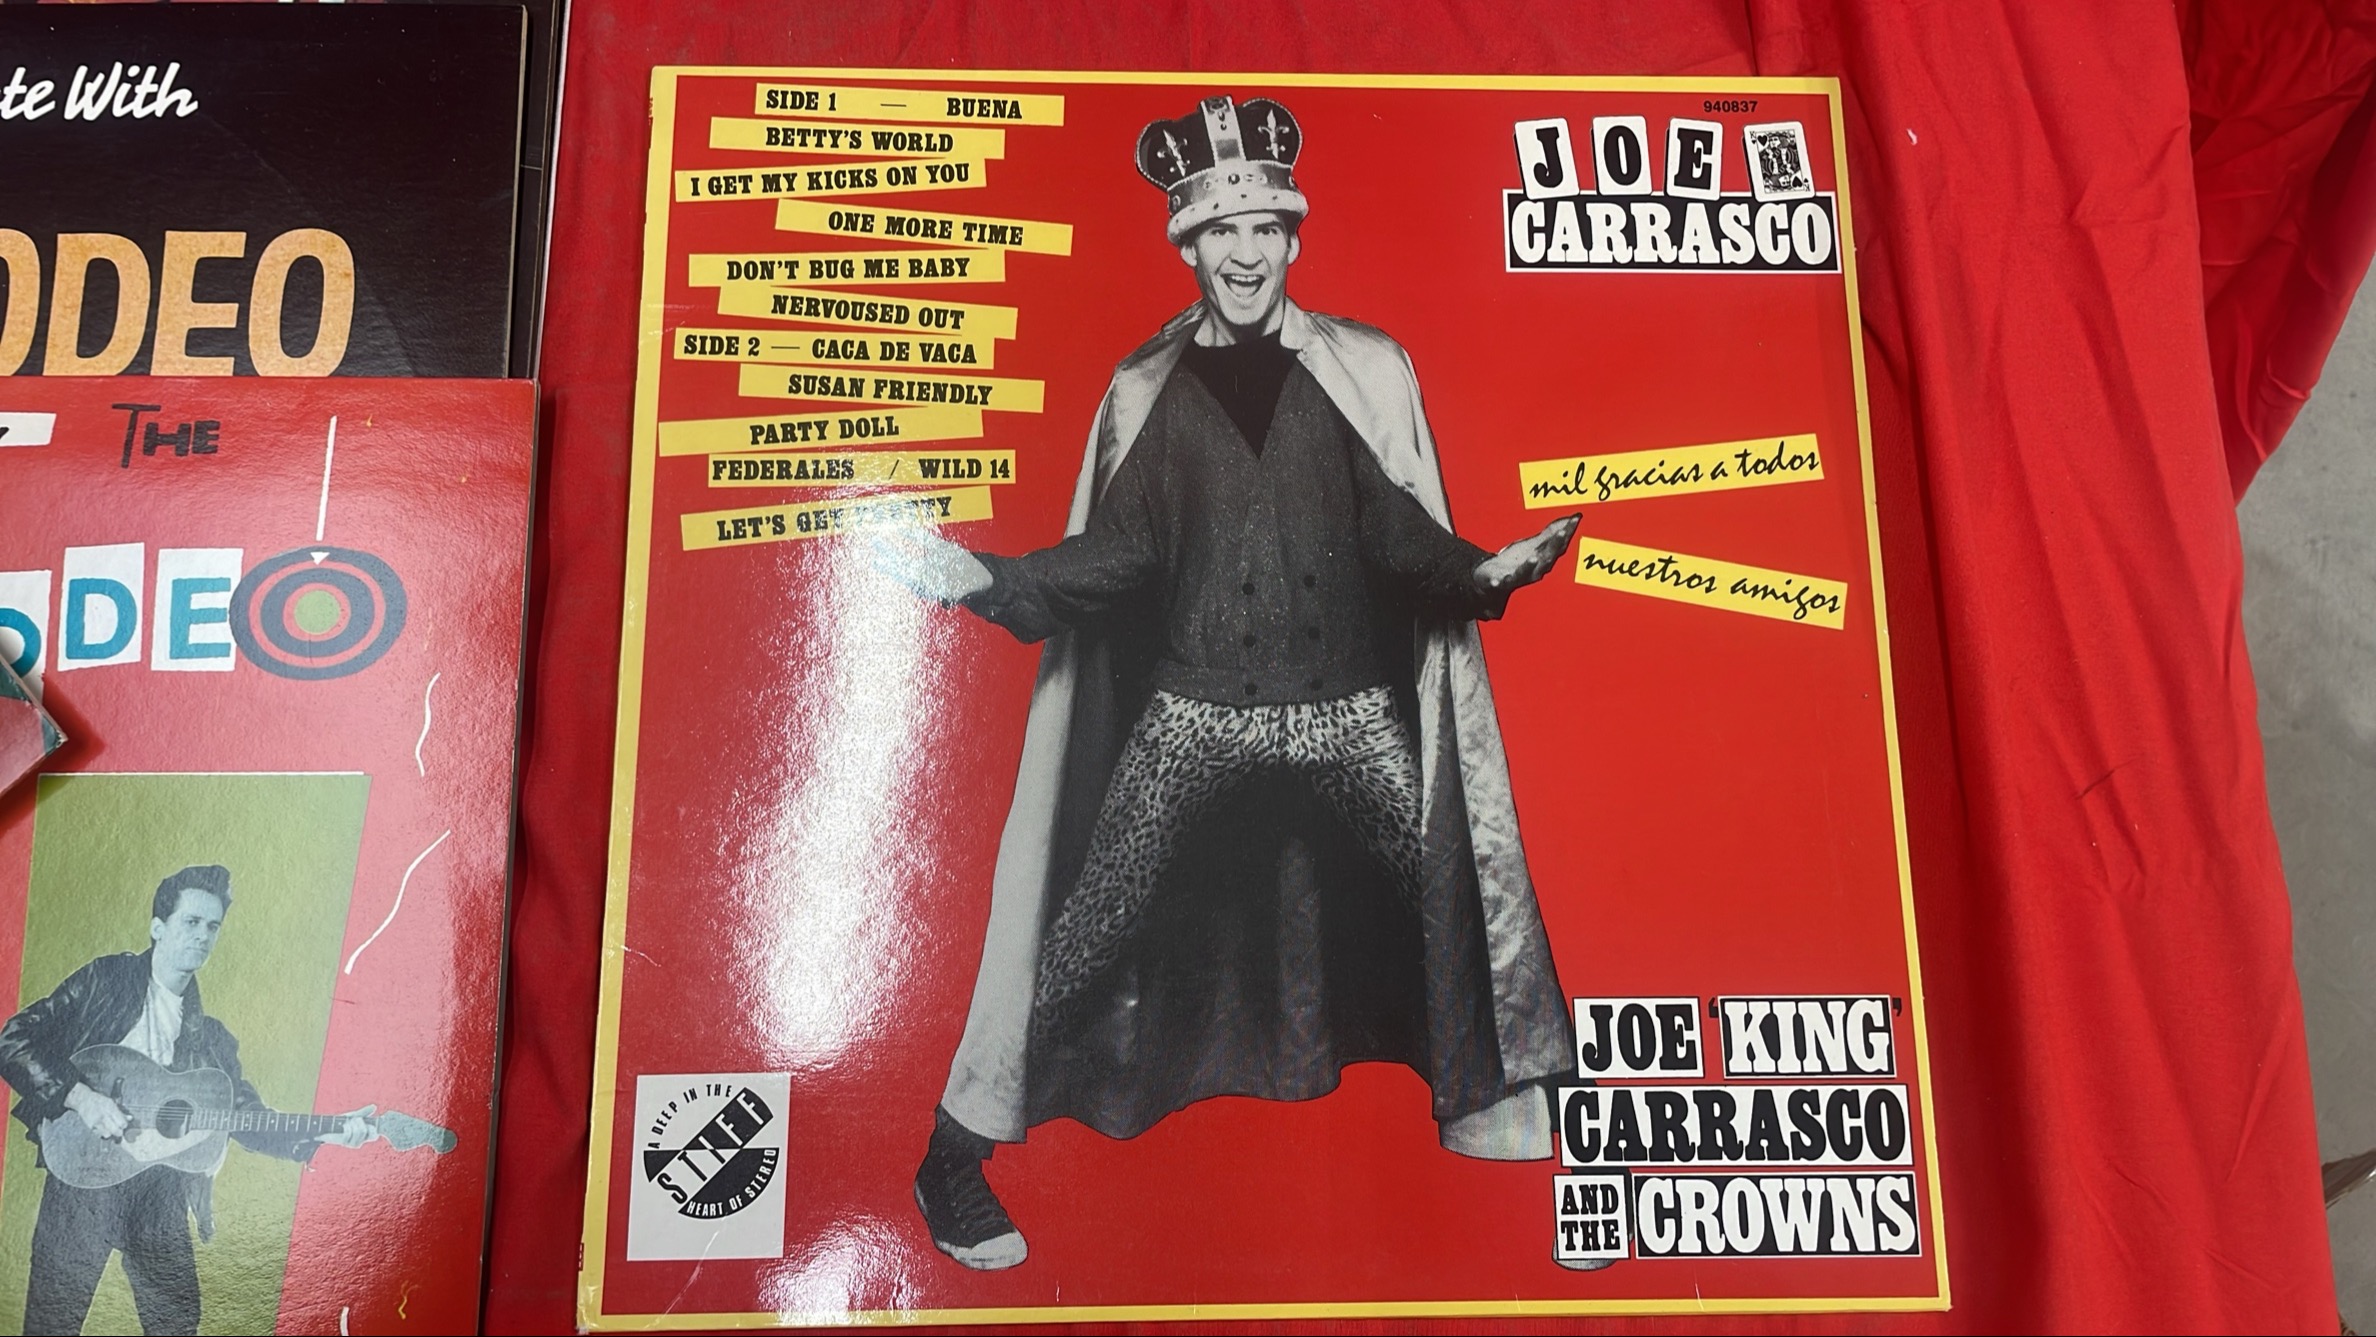 te With
ODEO
THE
ODEO
SIDE 1 — BUENA
BETTY'S WORLD
I GET MY KICKS ON YOU
ONE MORE TIME
DON'T BUG ME BABY
NERVOUSED OUT
SIDE 2 — CACA DE VACA
SUSAN FRIENDLY
PARTY DOLL
FEDERALES / WILD 14
LET'S GET PRETTY
940837
JOE K
CARRASCO
mil gracias a todos
nuestros amigos
A DEEP IN THE
STIFF
HEART OF STEREO
JOE 'KING'
CARRASCO
AND THE CROWNS